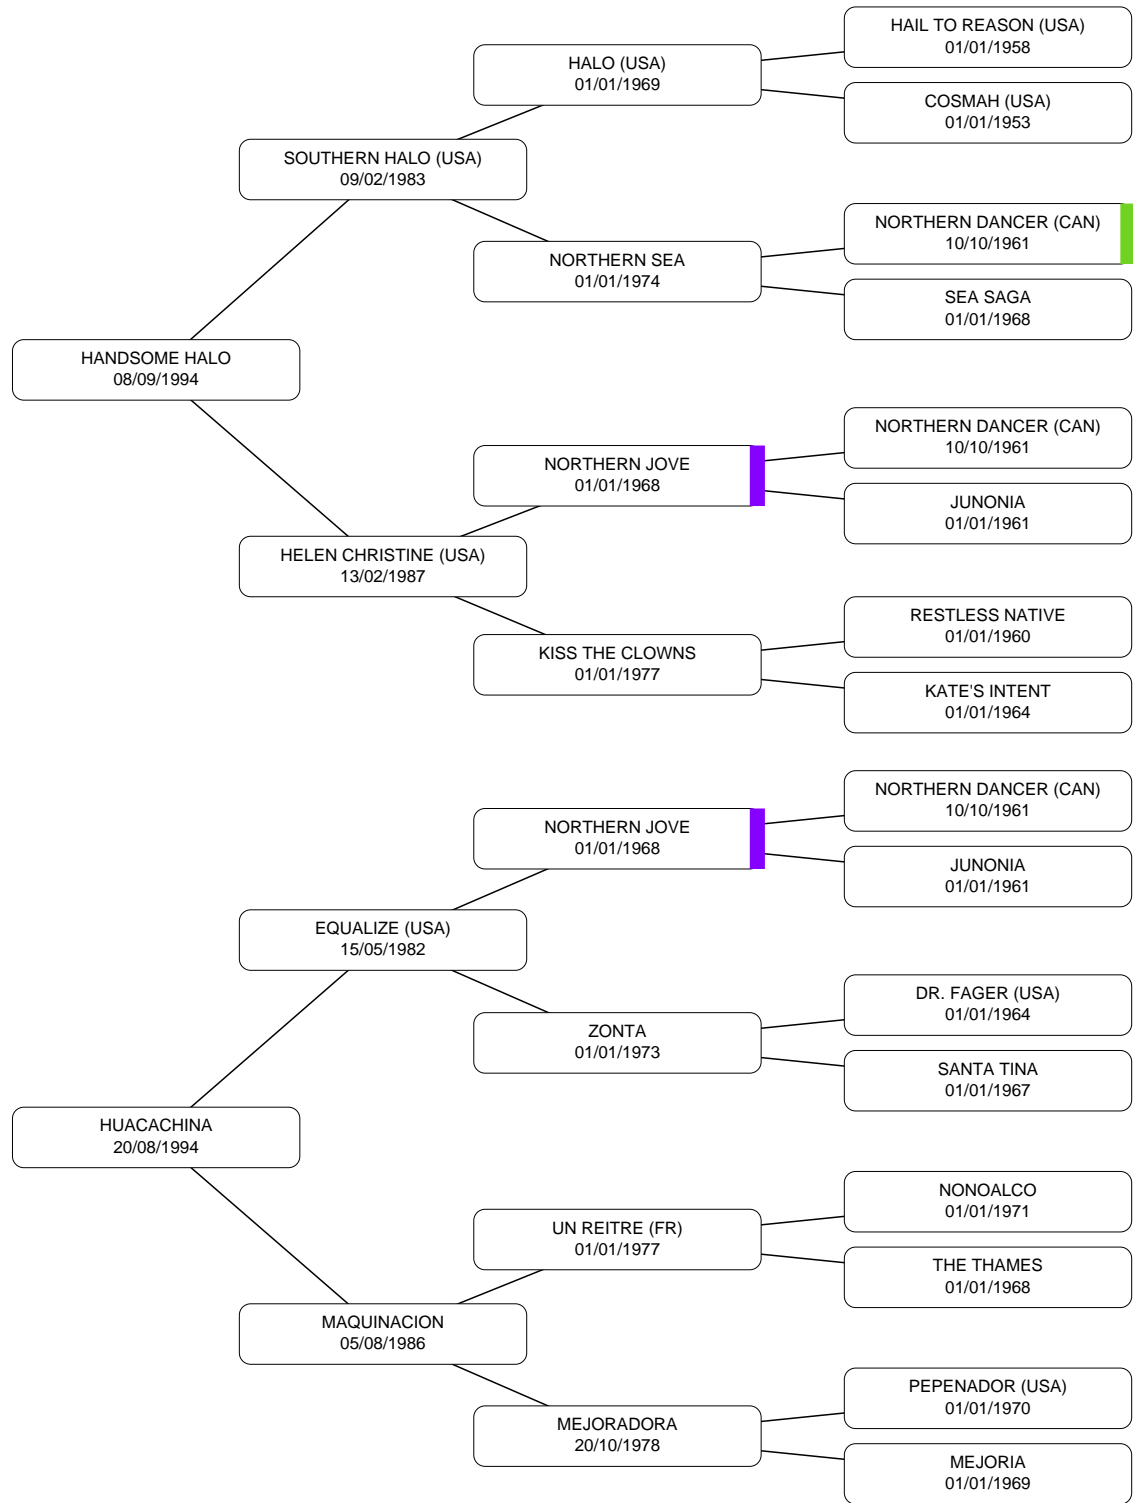 HAIL TO REASON (USA)
01/01/1958
HALO (USA)
01/01/1969
COSMAH (USA)
01/01/1953
SOUTHERN HALO (USA)
09/02/1983
NORTHERN DANCER (CAN)
10/10/1961
NORTHERN SEA
01/01/1974
SEA SAGA
01/01/1968
HANDSOME HALO
08/09/1994
NORTHERN DANCER (CAN)
10/10/1961
NORTHERN JOVE
01/01/1968
JUNONIA
01/01/1961
HELEN CHRISTINE (USA)
13/02/1987
RESTLESS NATIVE
01/01/1960
KISS THE CLOWNS
01/01/1977
KATE'S INTENT
01/01/1964
NORTHERN DANCER (CAN)
10/10/1961
NORTHERN JOVE
01/01/1968
JUNONIA
01/01/1961
EQUALIZE (USA)
15/05/1982
DR. FAGER (USA)
01/01/1964
ZONTA
01/01/1973
SANTA TINA
01/01/1967
HUACACHINA
20/08/1994
NONOALCO
01/01/1971
UN REITRE (FR)
01/01/1977
THE THAMES
01/01/1968
MAQUINACION
05/08/1986
PEPENADOR (USA)
01/01/1970
MEJORADORA
20/10/1978
MEJORIA
01/01/1969